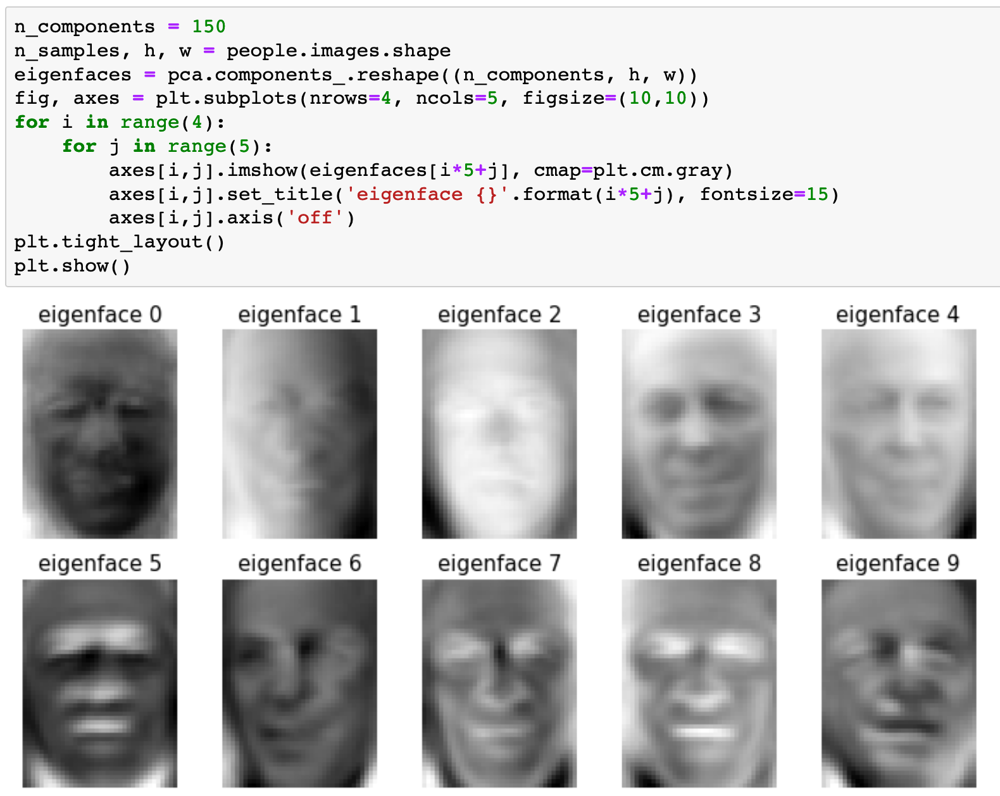 n_components = 150
n_samples, h, w = people.images.shape
eigenfaces = pca.components_.reshape((n_components, h, w))
fig, axes = plt.subplots(nrows=4, ncols=5, figsize=(10,10))
for i in range(4):
    for j in range(5):
        axes[i,j].imshow(eigenfaces[i*5+j], cmap=plt.cm.gray)
        axes[i,j].set_title('eigenface {}'.format(i*5+j), fontsize=15)
        axes[i,j].axis('off')
plt.tight_layout()
plt.show()
eigenface 0 eigenface 1 eigenface 2 eigenface 3 eigenface 4
eigenface 5 eigenface 6 eigenface 7 eigenface 8 eigenface 9